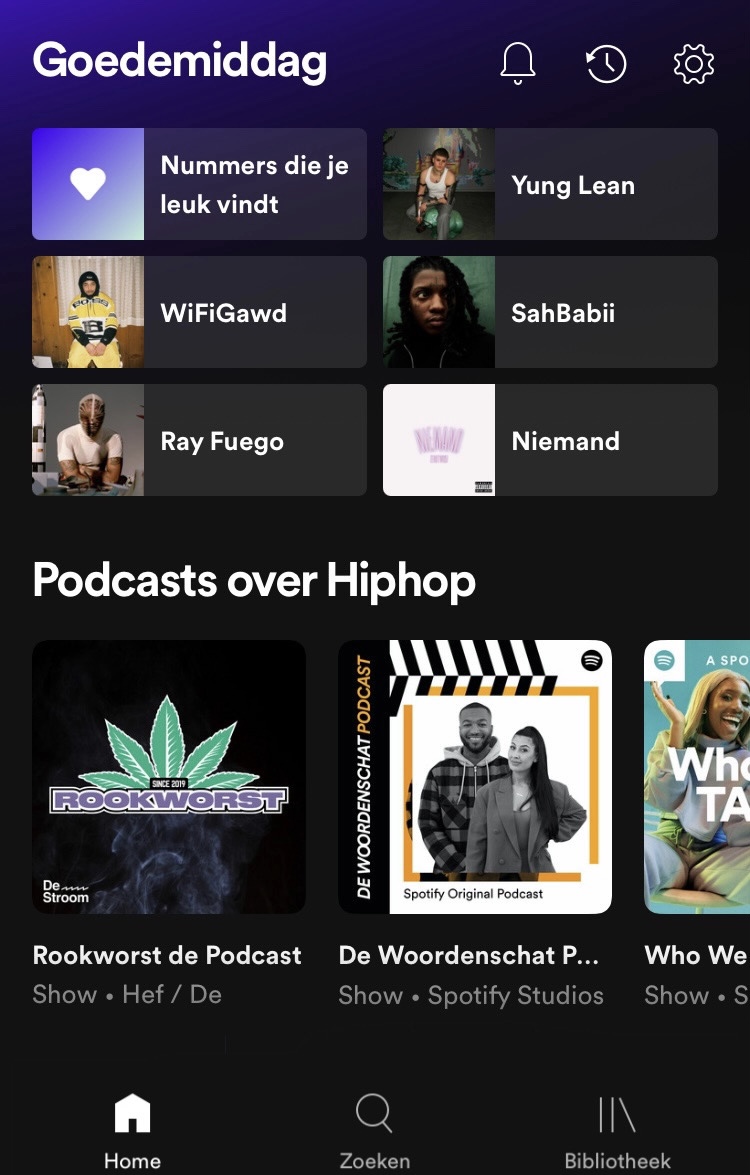 Goedemiddag
Nummers die je
leuk vindt
Yung Lean
WiFiGawd
SahBabii
Ray Fuego
NIEMAND
Niemand
Podcasts over Hiphop
SINCE 2019
ROOKWORST
De
Stroom
DE WOORDENSCHAT PODCAST
Spotify Original Podcast
A SPO
Who
TA
Rookworst de Podcast
Show • Hef / De
De Woordenschat P...
Show • Spotify Studios
Who We
Show • S
Home
Zoeken
Bibliotheek